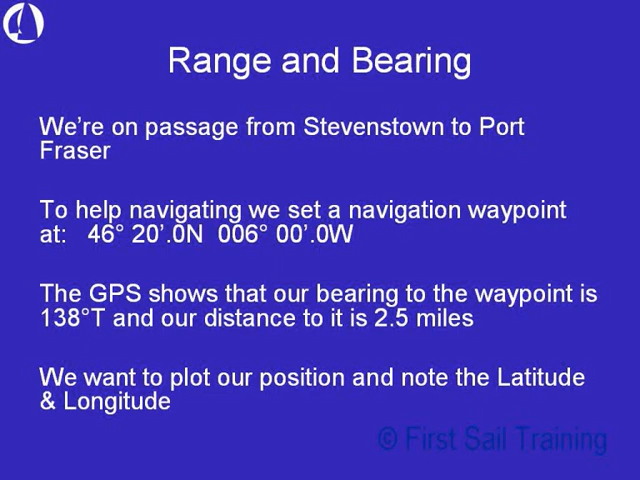 Range and Bearing
We're on passage from Stevenstown to Port
Fraser
To help navigating we set a navigation waypoint
at: 46° 20'.0N 006° 00'.0W
The GPS shows that our bearing to the waypoint is
138°T and our distance to it is 2.5 miles
We want to plot our position and note the Latitude
& Longitude
© First Sail Training